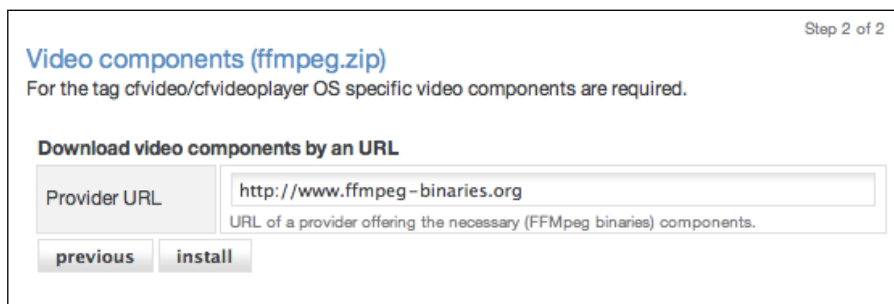 Step 2 of 2
Video components (ffmpeg.zip)
For the tag cfvideo/cfvideoplayer OS specific video components are required.
Download video components by an URL
Provider URL
http://www.ffmpeg-binaries.org
URL of a provider offering the necessary (FFMpeg binaries) components.
previous install